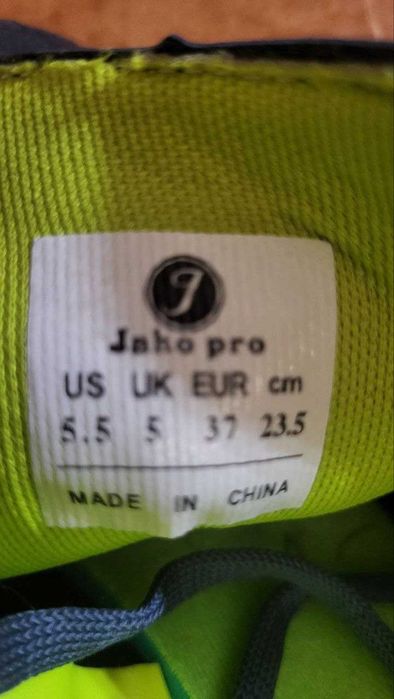 J
Jsho pro
US UK EUR cm
5.5 5 37 23.5
MADE IN CHINA